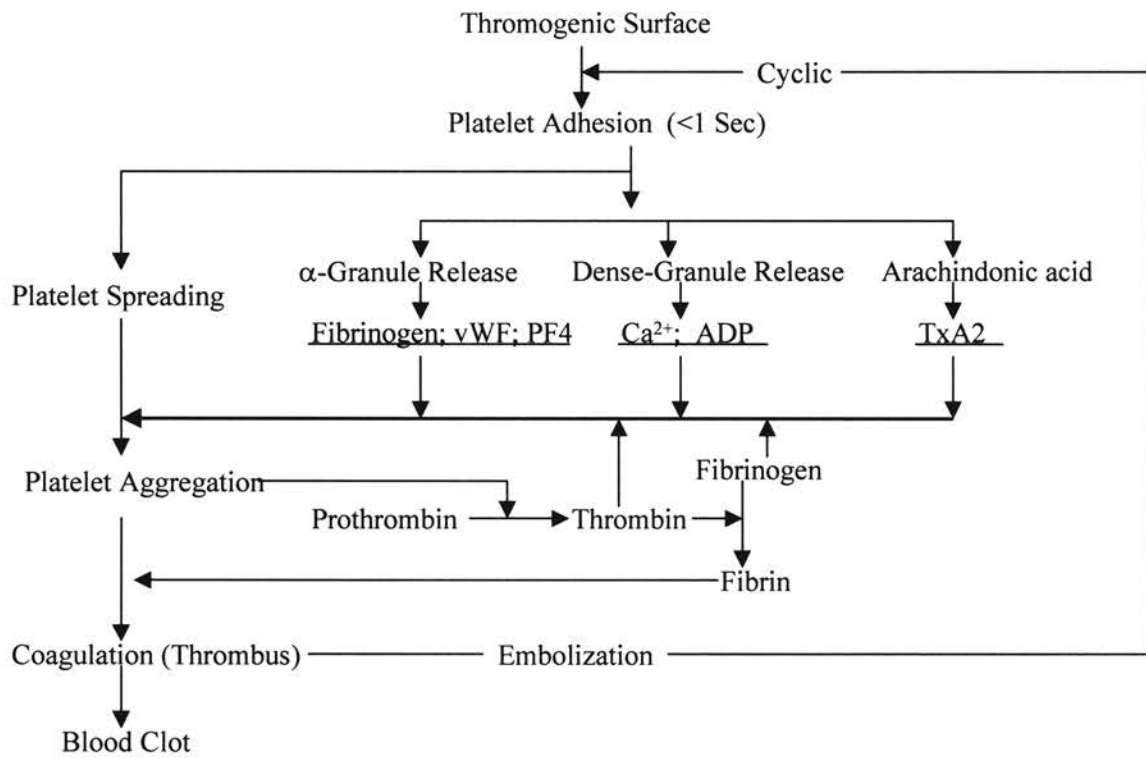 Thromogenic Surface
Cyclic
Platelet Adhesion (<1 Sec)
α-Granule Release
Dense-Granule Release
Arachindonic acid
Platelet Spreading
Fibrinogen; vWF; PF4
Ca²⁺; ADP
TxA2
Fibrinogen
Platelet Aggregation
Prothrombin
Thrombin
Fibrin
Coagulation (Thrombus)
Embolization
Blood Clot